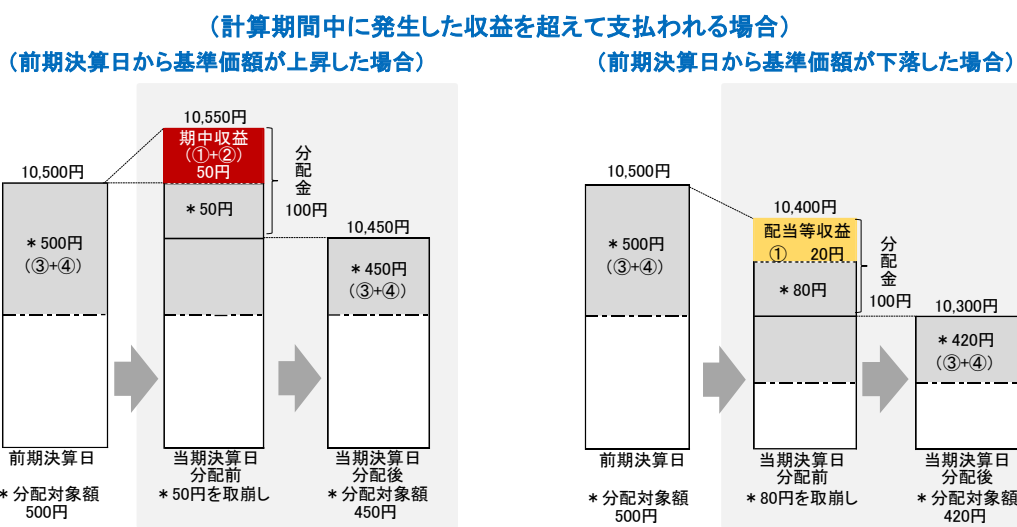 （計算期間中に発生した収益を超えて支払われる場合）
（前期決算日から基準価額が上昇した場合）
10,550円
期中収益
（①+②）
50円
分配金
100円
10,500円
＊50円
10,450円
＊500円
（③+④）
＊450円
（③+④）
前期決算日
当期決算日
分配前
当期決算日
分配後
＊分配対象額
500円
＊50円を取崩し
＊分配対象額
450円
（前期決算日から基準価額が下落した場合）
10,500円
10,400円
配当等収益
① 20円
分配金
100円
＊500円
（③+④）
＊80円
10,300円
＊420円
（③+④）
前期決算日
当期決算日
分配前
当期決算日
分配後
＊分配対象額
500円
＊80円を取崩し
＊分配対象額
420円